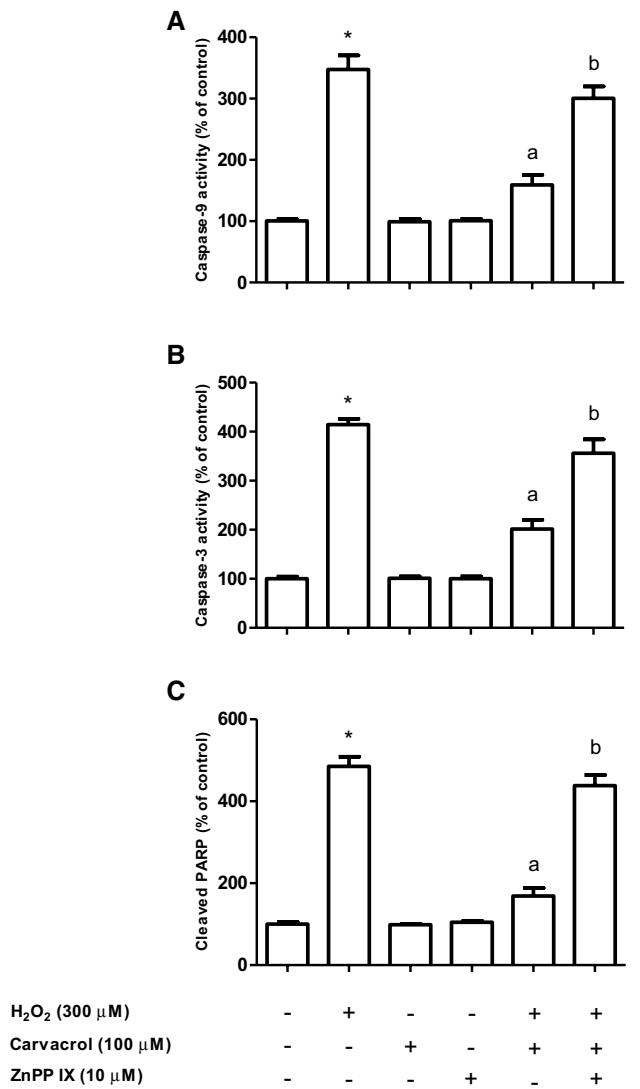 A
Caspase-9 activity (% of control)
400
300
200
100
0
*
a
b
B
Caspase-3 activity (% of control)
500
400
300
200
100
0
*
a
b
C
Cleaved PARP (% of control)
600
400
200
0
*
a
b
H₂O₂ (300 μM) - + - - + +
Carvacrol (100 μM) - - + - + +
ZnPP IX (10 μM) - - - + - +